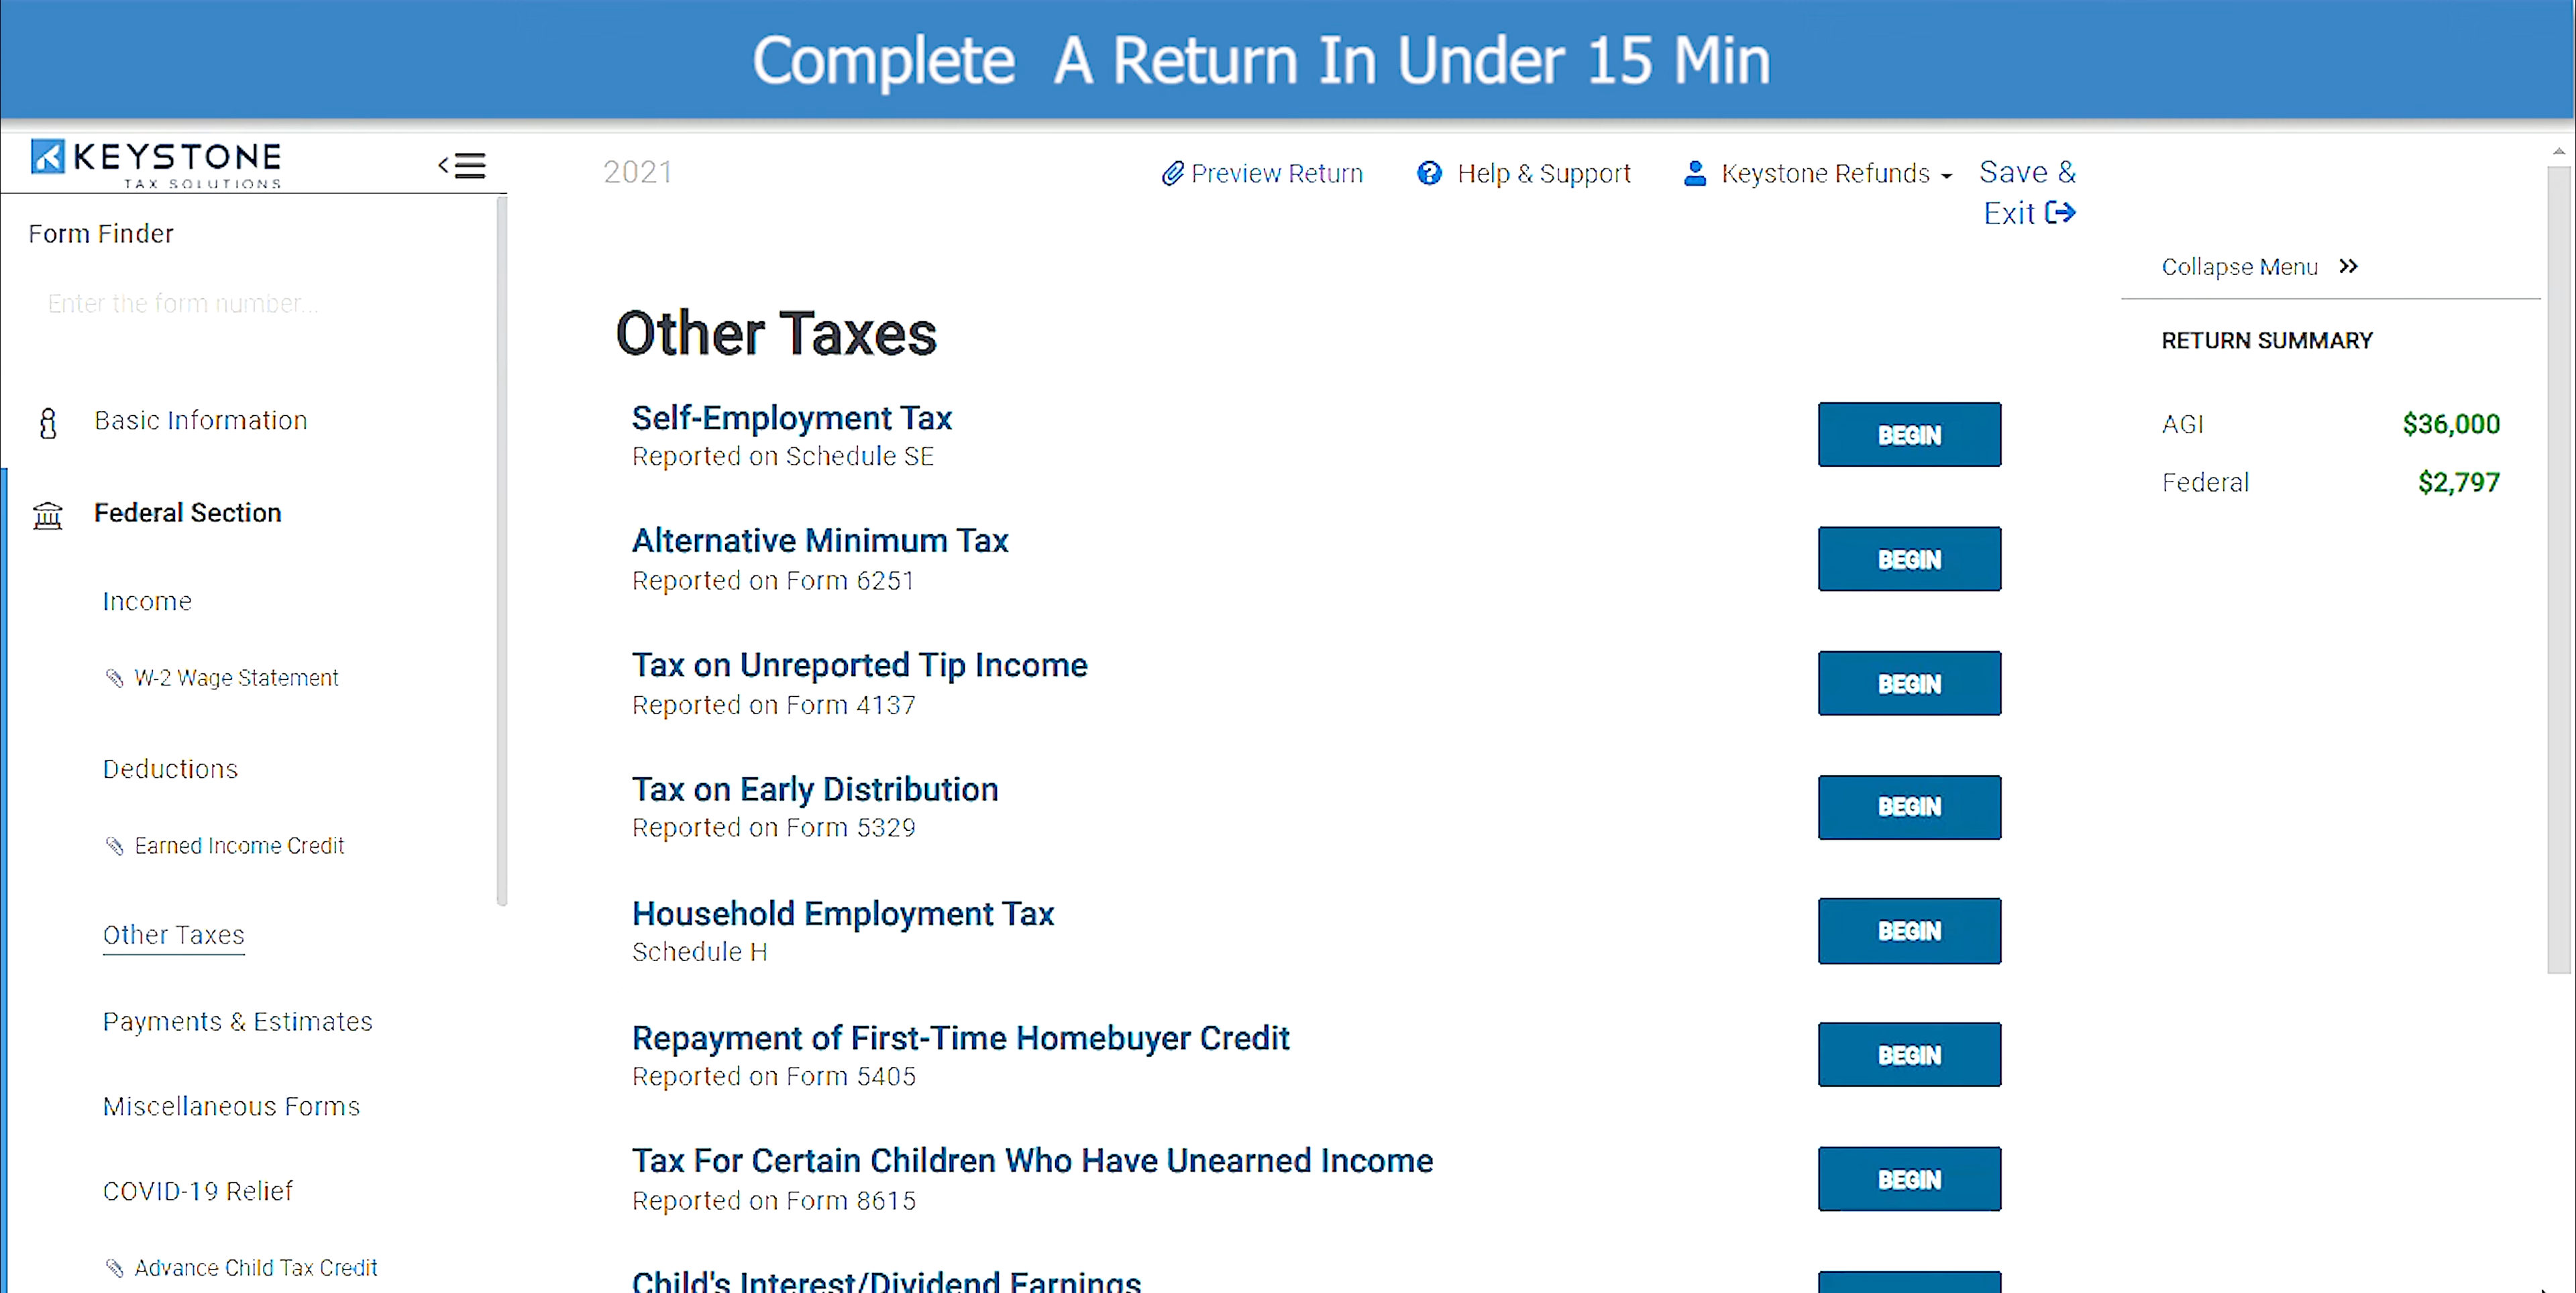 Complete A Return In Under 15 Min
KEYSTONE
TAX SOLUTIONS
2021
Preview Return
Help & Support
Keystone Refunds
Save &
Exit
Form Finder
Enter the form number...
Basic Information
Federal Section
Income
W-2 Wage Statement
Deductions
Earned Income Credit
Other Taxes
Payments & Estimates
Miscellaneous Forms
COVID-19 Relief
Advance Child Tax Credit
Other Taxes
Self-Employment Tax
Reported on Schedule SE
BEGIN
Alternative Minimum Tax
Reported on Form 6251
BEGIN
Tax on Unreported Tip Income
Reported on Form 4137
BEGIN
Tax on Early Distribution
Reported on Form 5329
BEGIN
Household Employment Tax
Schedule H
BEGIN
Repayment of First-Time Homebuyer Credit
Reported on Form 5405
BEGIN
Tax For Certain Children Who Have Unearned Income
Reported on Form 8615
BEGIN
Child's Interest/Dividend Earnings
Collapse Menu
RETURN SUMMARY
AGI $36,000
Federal $2,797